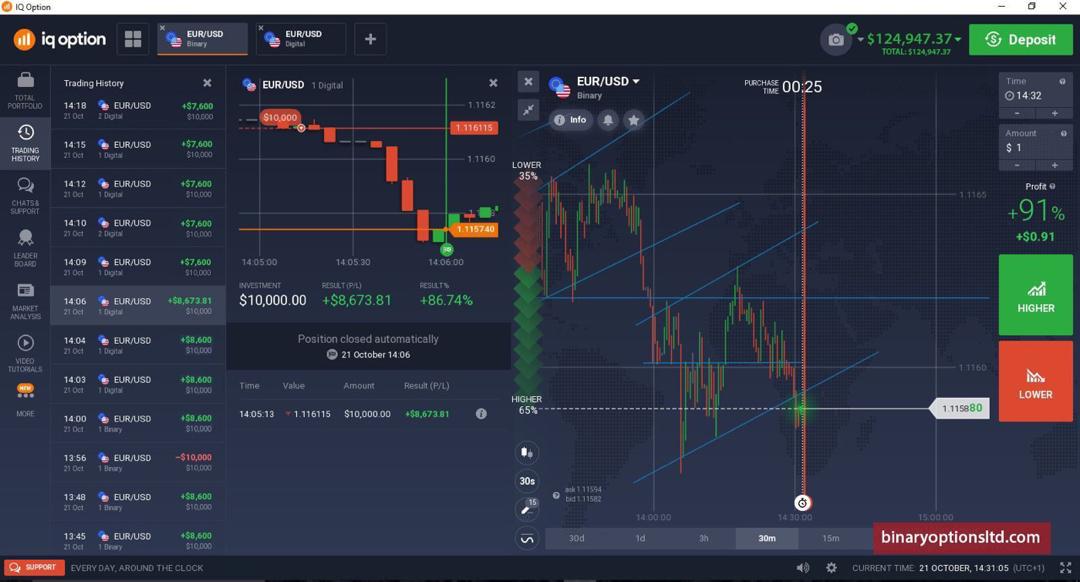 IQ Option
iq option
EUR/USD
Binary
EUR/USD
Digital
$124,947.37
TOTAL: $124,947.37
Deposit
TOTAL
PORTFOLIO
TRADING
HISTORY
CHATS &
SUPPORT
LEADER
BOARD
MARKET
ANALYSIS
VIDEO
TUTORIALS
NEW
MORE
Trading History
14:18 EUR/USD +$7,600
21 Oct 2 Digital $10,000
14:15 EUR/USD +$7,600
21 Oct 1 Digital $10,000
14:12 EUR/USD +$7,600
21 Oct 1 Digital $10,000
14:10 EUR/USD +$7,600
21 Oct 2 Digital $10,000
14:09 EUR/USD +$7,600
21 Oct 1 Digital $10,000
14:06 EUR/USD +$8,673.81
21 Oct 1 Digital $10,000
14:04 EUR/USD +$8,600
21 Oct 1 Digital $10,000
14:03 EUR/USD +$8,600
21 Oct 1 Digital $10,000
14:00 EUR/USD +$8,600
21 Oct 1 Binary $10,000
13:56 EUR/USD −$10,000
21 Oct 1 Binary $10,000
13:48 EUR/USD +$8,600
21 Oct 1 Binary $10,000
13:45 EUR/USD +$8,600
21 Oct 1 Binary $10,000
EUR/USD 1 Digital
$10,000
1.1162
1.116115
1.1160
1.115740
14:05:00 14:05:30 14:06:00
INVESTMENT RESULT (P/L) RESULT%
$10,000.00 +$8,673.81 +86.74%
Position closed automatically
21 October 14:06
Time Value Amount Result (P/L)
14:05:13 1.116115 $10,000.00 +$8,673.81
EUR/USD
Binary
Info
PURCHASE
TIME 00:25
LOWER
35%
HIGHER
65%
1.1165
1.1160
1.115880
30s
15
ask 1.11594
bid 1.11582
14:00:00 14:30:00 15:00:00
30d 1d 3h 30m 15m
Time
14:32
- +
Amount
$ 1
- +
Profit
+91%
+$0.91
HIGHER
LOWER
binaryoptionsltd.com
SUPPORT
EVERY DAY, AROUND THE CLOCK
CURRENT TIME: 21 OCTOBER, 14:31:05 (UTC+1)